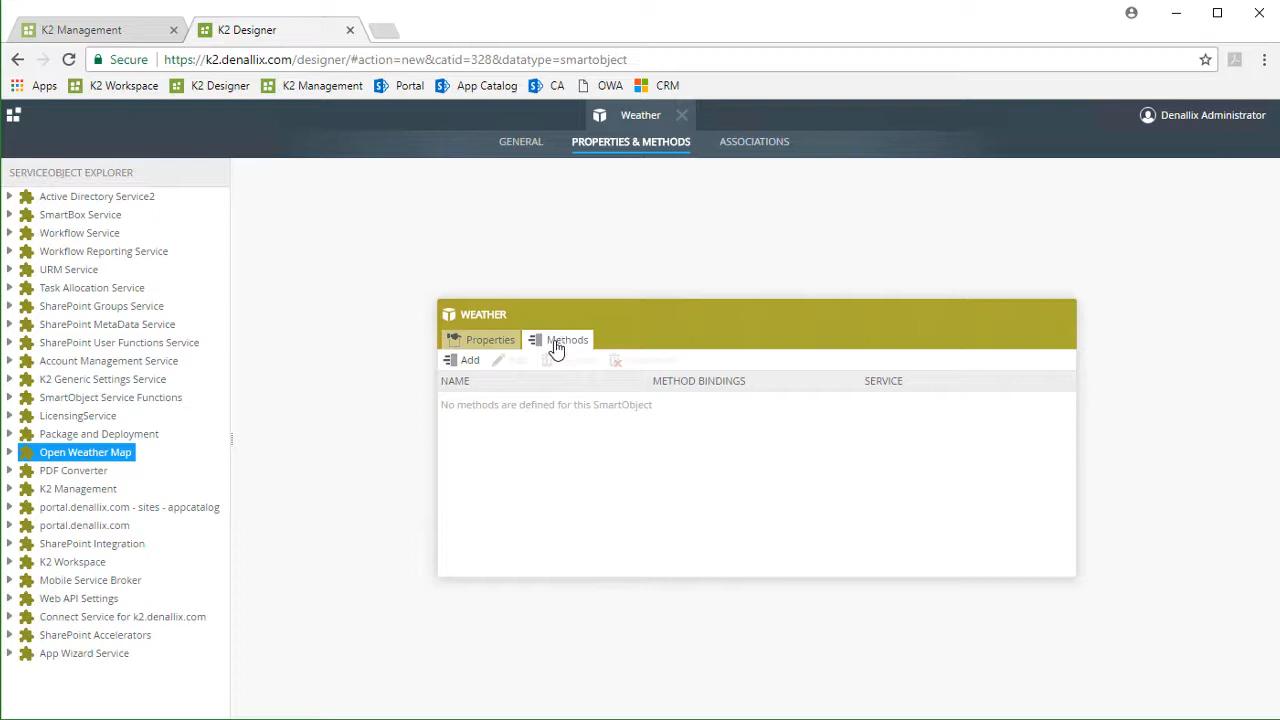 K2 Management
K2 Designer
Secure https://k2.denallix.com/designer/#action=new&catid=328&datatype=smartobject
Apps K2 Workspace K2 Designer K2 Management Portal App Catalog CA OWA CRM
Weather
Denallix Administrator
GENERAL PROPERTIES & METHODS ASSOCIATIONS
SERVICEOBJECT EXPLORER
Active Directory Service2
SmartBox Service
Workflow Service
Workflow Reporting Service
URM Service
Task Allocation Service
SharePoint Groups Service
SharePoint MetaData Service
SharePoint User Functions Service
Account Management Service
K2 Generic Settings Service
SmartObject Service Functions
LicensingService
Package and Deployment
Open Weather Map
PDF Converter
K2 Management
portal.denallix.com - sites - appcatalog
portal.denallix.com
SharePoint Integration
K2 Workspace
Mobile Service Broker
Web API Settings
Connect Service for k2.denallix.com
SharePoint Accelerators
App Wizard Service
WEATHER
Properties Methods
Add
NAME METHOD BINDINGS SERVICE
No methods are defined for this SmartObject